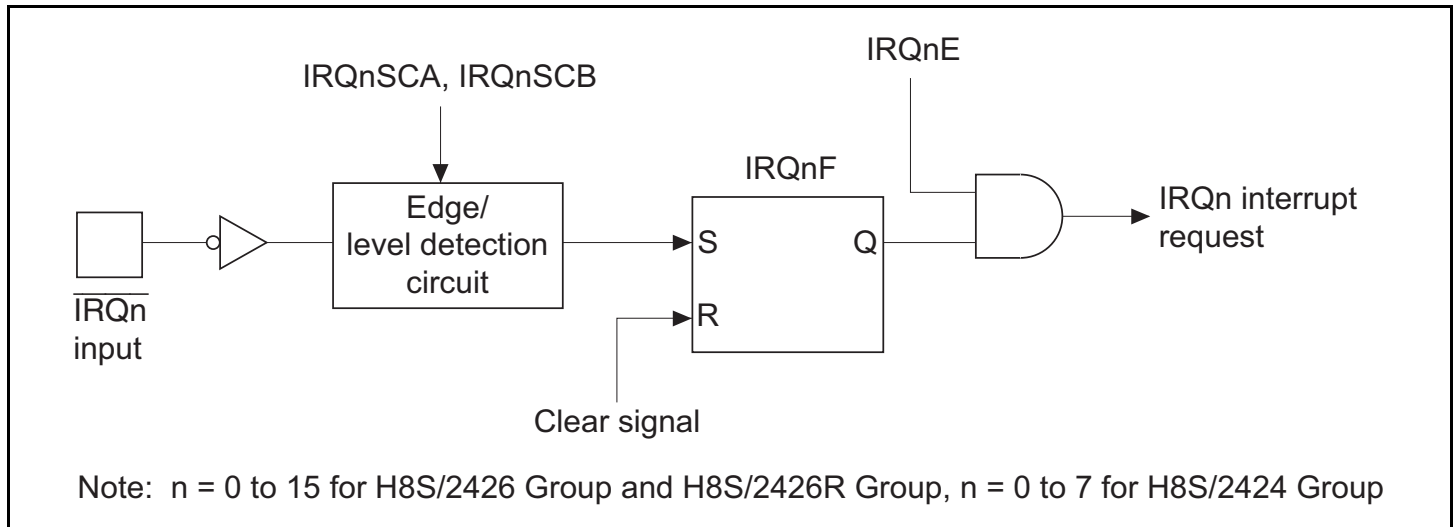 IRQnE
IRQnSCA, IRQnSCB
IRQnF
Edge/
level detection
circuit
S
Q
R
IRQn interrupt
request
IRQn
input
Clear signal
Note: n = 0 to 15 for H8S/2426 Group and H8S/2426R Group, n = 0 to 7 for H8S/2424 Group